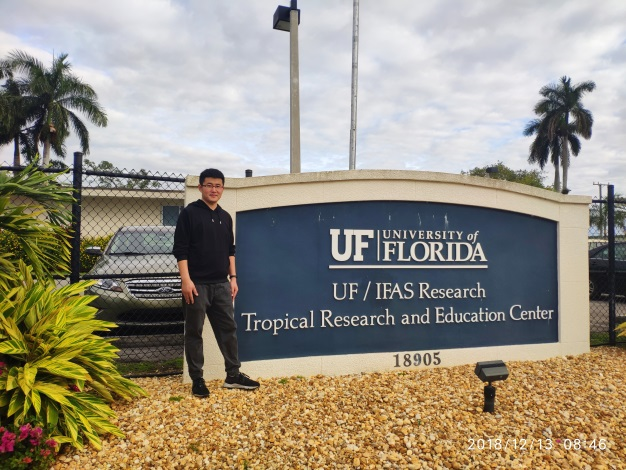 UF UNIVERSITY of
FLORIDA
UF / IFAS Research
Tropical Research and Education Center
18905
2018/12/13 08:46